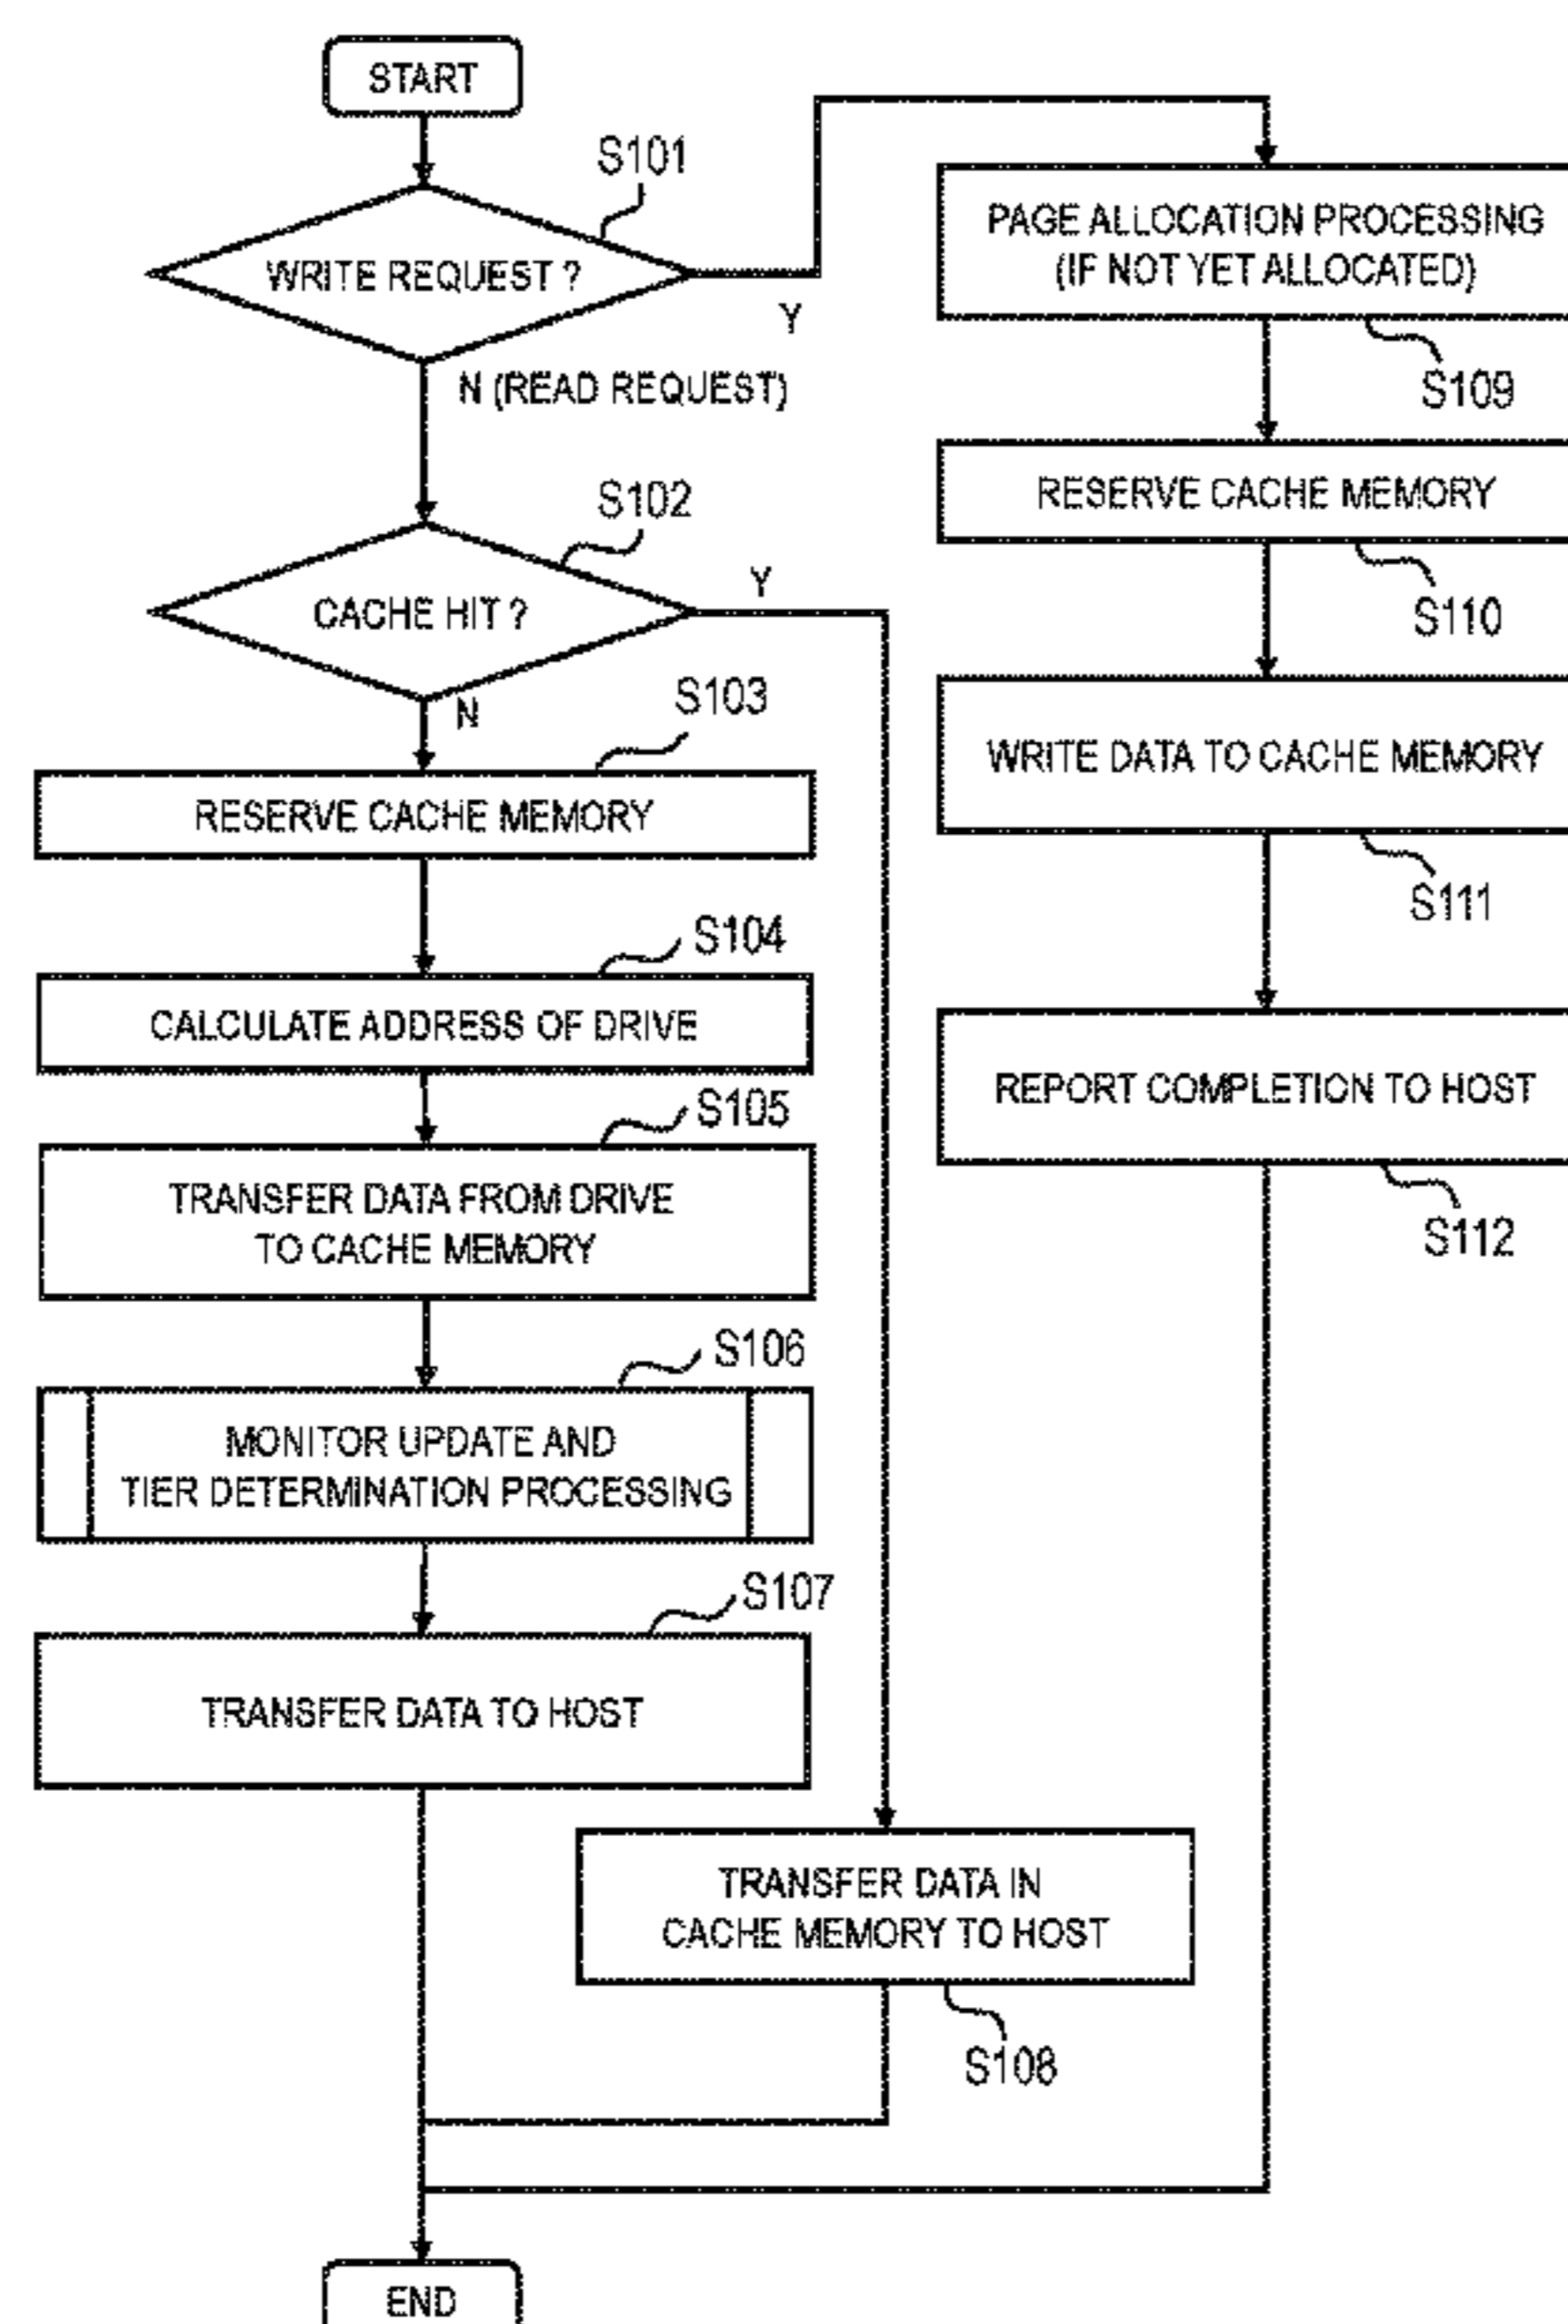 START
S101
WRITE REQUEST ?
Y
N (READ REQUEST)
S102
CACHE HIT ?
Y
N
S103
RESERVE CACHE MEMORY
S104
CALCULATE ADDRESS OF DRIVE
S105
TRANSFER DATA FROM DRIVE
TO CACHE MEMORY
S106
MONITOR UPDATE AND
TIER DETERMINATION PROCESSING
S107
TRANSFER DATA TO HOST
TRANSFER DATA IN
CACHE MEMORY TO HOST
S108
PAGE ALLOCATION PROCESSING
(IF NOT YET ALLOCATED)
S109
RESERVE CACHE MEMORY
S110
WRITE DATA TO CACHE MEMORY
S111
REPORT COMPLETION TO HOST
S112
END